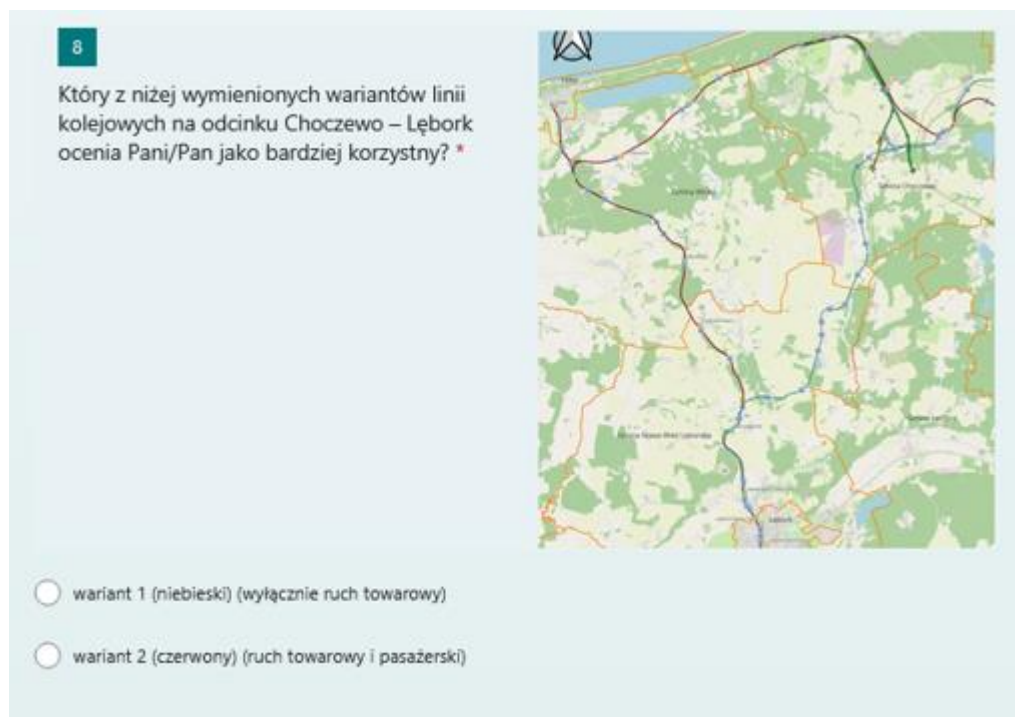 8
Który z niżej wymienionych wariantów linii
kolejowych na odcinku Choczewo – Lębork
ocenia Pani/Pan jako bardziej korzystny? *
Lębork
wariant 1 (niebieski) (wyłącznie ruch towarowy)
wariant 2 (czerwony) (ruch towarowy i pasażerski)